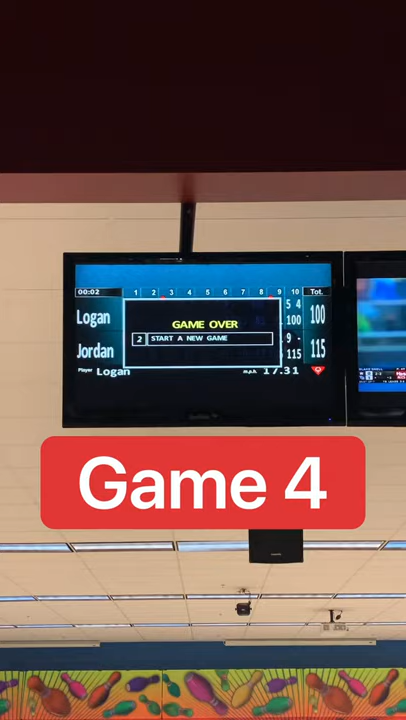 00:02 1 2 3 4 5 6 7 8 9 10 Tot.
Logan 5 4 100
100
GAME OVER
2 START A NEW GAME
Jordan 9 - 115
115
Player Logan m.p.h. 17.31
Game 4